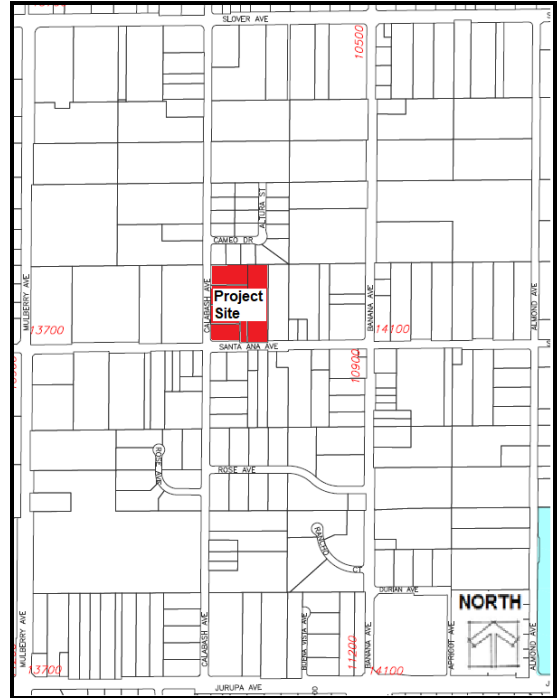 SLOVER AVE
10500
ALTURA ST
CAMEO DR
MULBERRY AVE
CALABASH AVE
Project
Site
BANANA AVE
ALMOND AVE
13700
14100
SANTA ANA AVE
10900
ROSE AVE
ROSE AVE
RANCHO
CT
DURIAN AVE
NORTH
MULBERRY AVE
CALABASH AVE
BUENA VISTA AVE
11200
BANANA AVE
APRICOT AVE
ALMOND AVE
13700
14100
JURUPA AVE